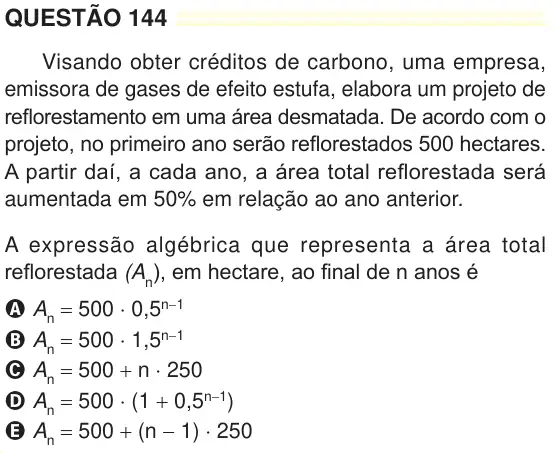 QUESTÃO 144
Visando obter créditos de carbono, uma empresa,
emissora de gases de efeito estufa, elabora um projeto de
reflorestamento em uma área desmatada. De acordo com o
projeto, no primeiro ano serão reflorestados 500 hectares.
A partir daí, a cada ano, a área total reflorestada será
aumentada em 50% em relação ao ano anterior.
A expressão algébrica que representa a área total
reflorestada (Aₙ), em hectare, ao final de n anos é
A Aₙ = 500 · 0,5ⁿ⁻¹
B Aₙ = 500 · 1,5ⁿ⁻¹
C Aₙ = 500 + n · 250
D Aₙ = 500 · (1 + 0,5ⁿ⁻¹)
E Aₙ = 500 + (n − 1) · 250